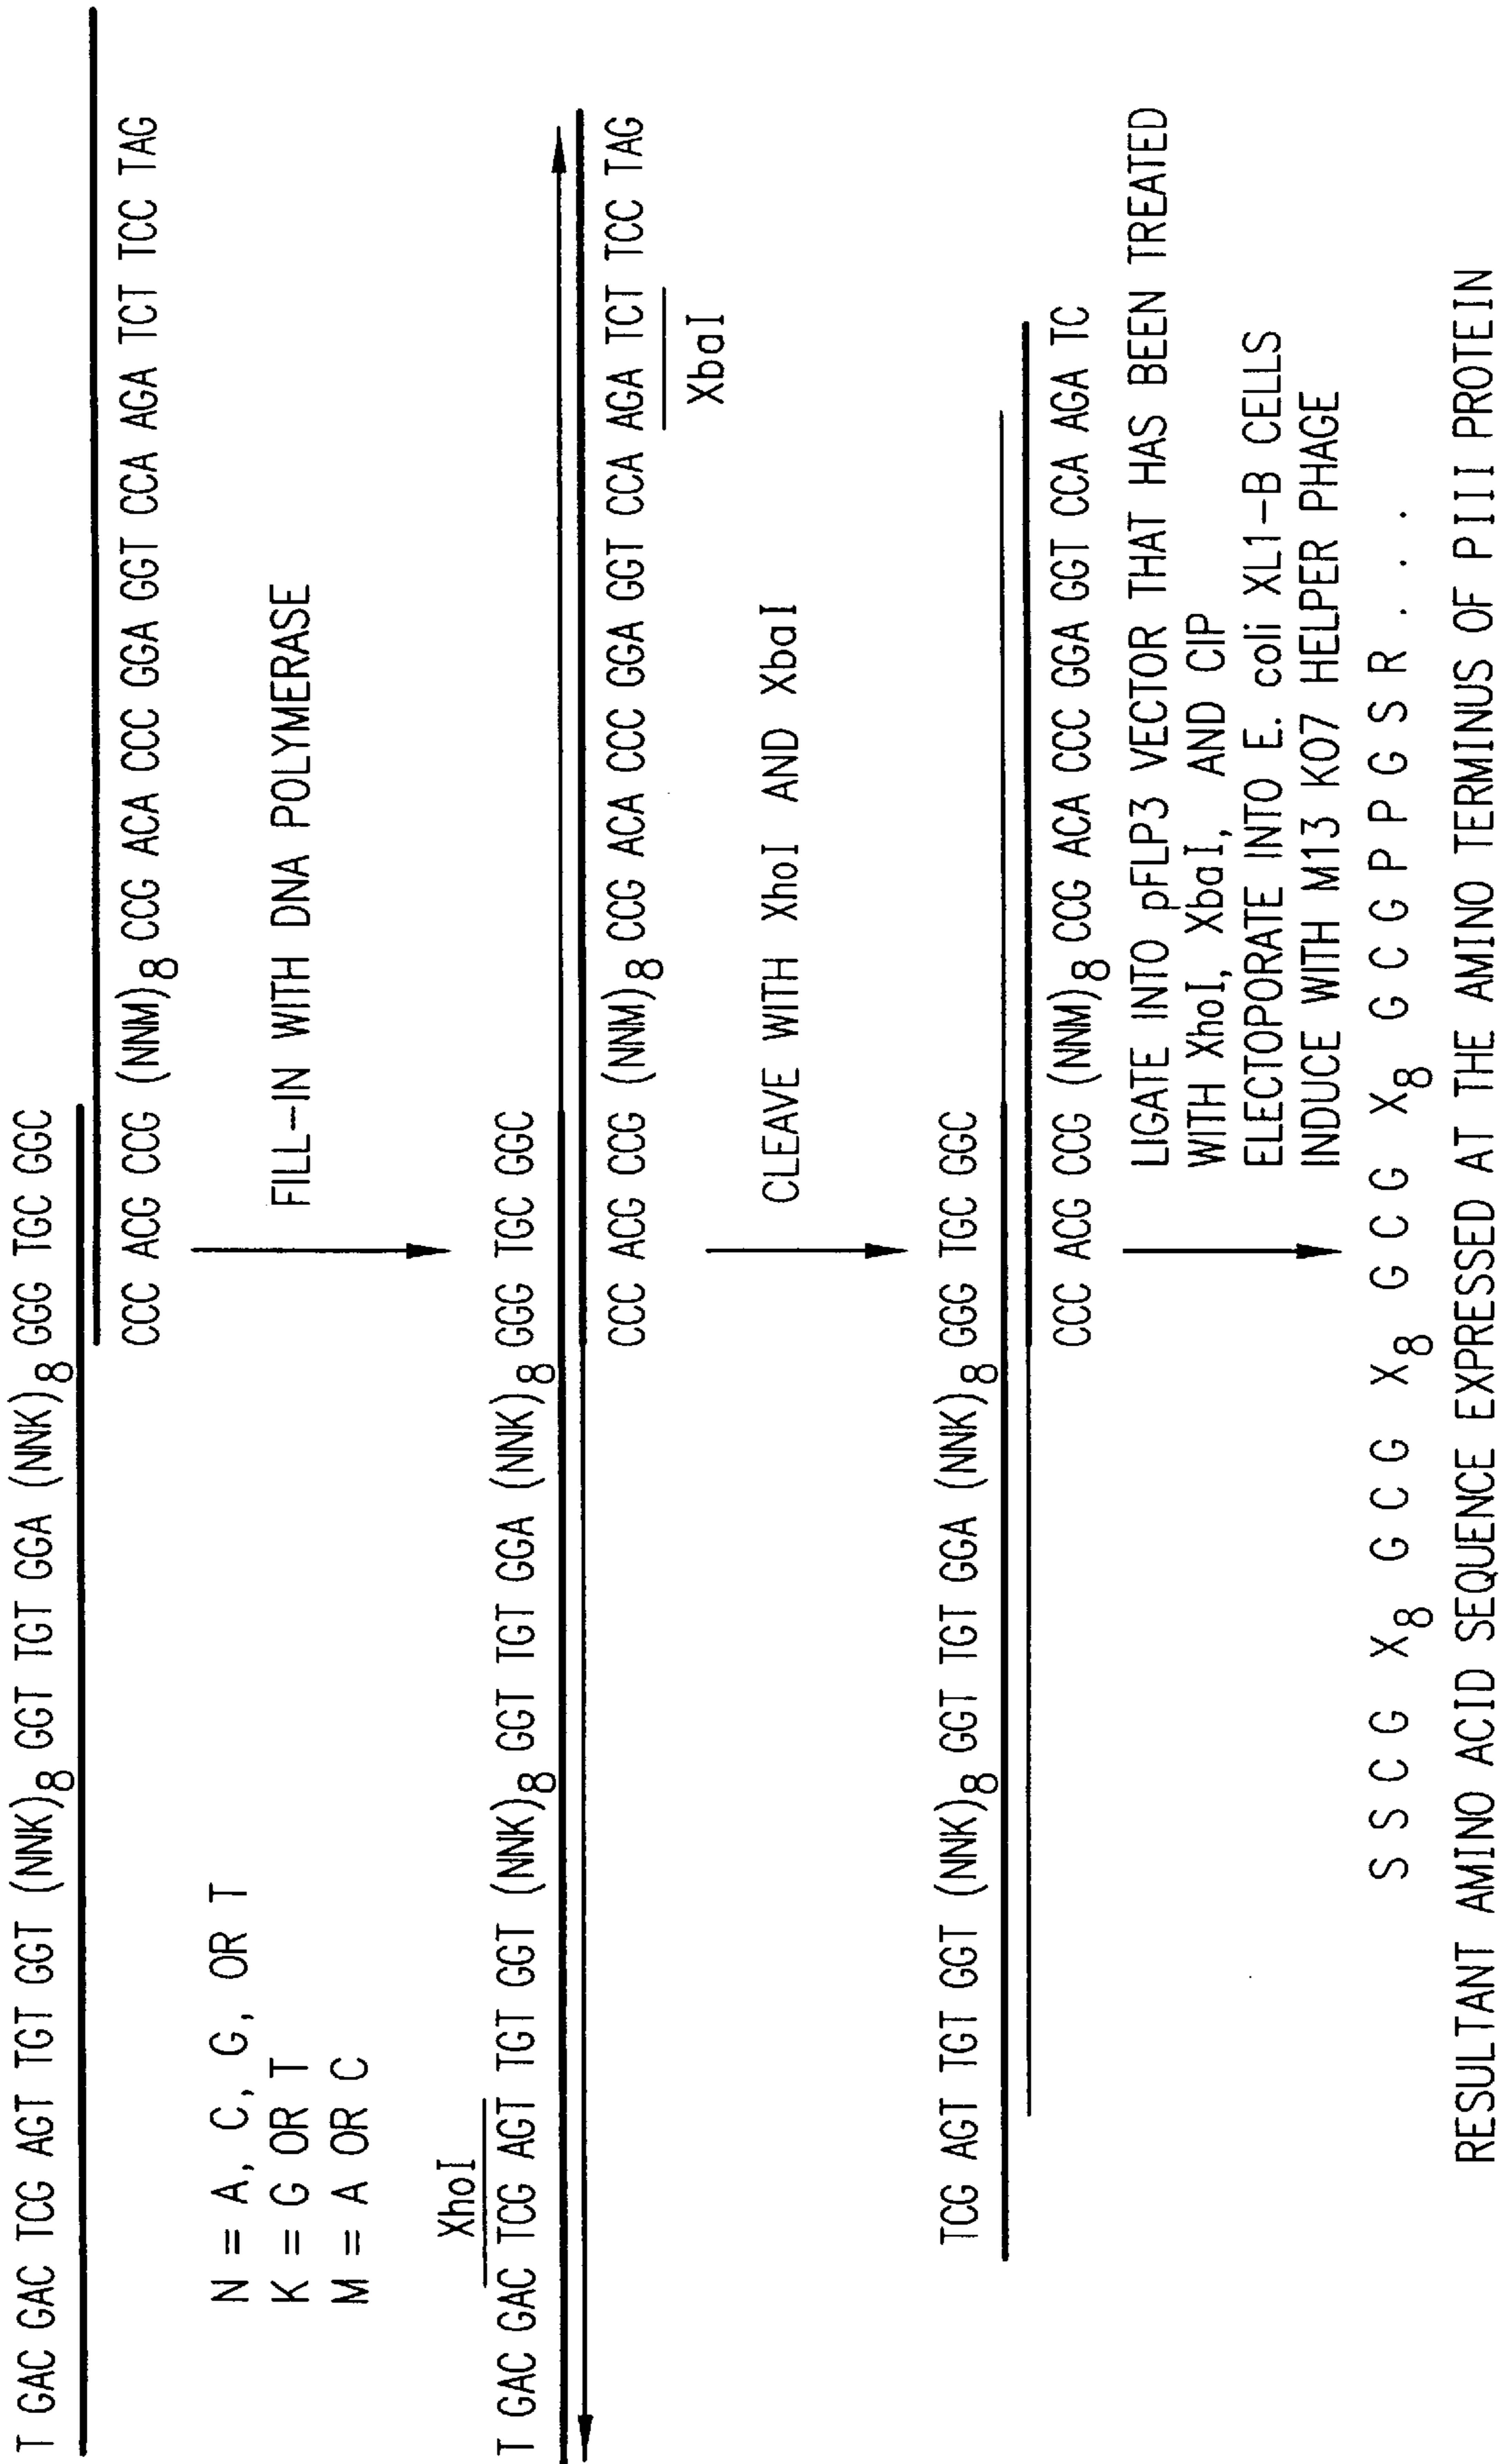 T GAC GAC TCG AGT TGT GGT (NNK)8 GGT TGT GGA (NNK)8 GGG TGC GGC
CCC ACG CCG (NNM)8 CCG ACA CCC GGA GGT CCA AGA TCT TCC TAG
N = A, C, G, OR T
K = G OR T
M = A OR C
FILL-IN WITH DNA POLYMERASE
XhoI
T GAC GAC TCG AGT TGT GGT (NNK)8 GGT TGT GGA (NNK)8 GGG TGC GGC
CCC ACG CCG (NNM)8 CCG ACA CCC GGA GGT CCA AGA TCT TCC TAG
XbaI
CLEAVE WITH XhoI AND XbaI
TCG AGT TGT GGT (NNK)8 GGT TGT GGA (NNK)8 GGG TGC GGC
CCC ACG CCG (NNM)8 CCG ACA CCC GGA GGT CCA AGA TC
LIGATE INTO pFLP3 VECTOR THAT HAS BEEN TREATED
WITH XhoI, XbaI, AND CIP
ELECTOPORATE INTO E. coli XL1-B CELLS
INDUCE WITH M13 KO7 HELPER PHAGE
S S C G X8 G C G X8 G C G X8 G C G P P G S R . . .
RESULTANT AMINO ACID SEQUENCE EXPRESSED AT THE AMINO TERMINUS OF PIII PROTEIN